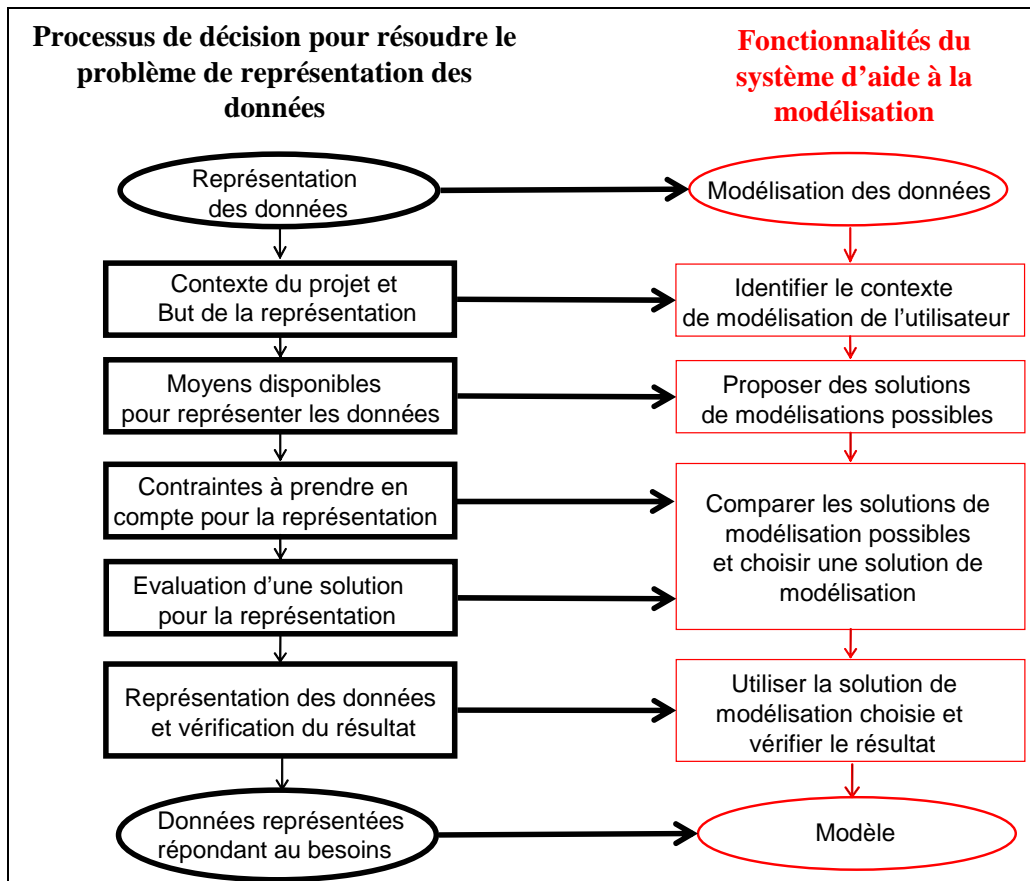 Processus de décision pour résoudre le
problème de représentation des
données
Fonctionnalités du
système d'aide à la
modélisation
Représentation
des données
Modélisation des données
Contexte du projet et
But de la représentation
Identifier le contexte
de modélisation de l'utilisateur
Moyens disponibles
pour représenter les données
Proposer des solutions
de modélisations possibles
Contraintes à prendre en
compte pour la représentation
Comparer les solutions de
modélisation possibles
et choisir une solution de
modélisation
Evaluation d'une solution
pour la représentation
Représentation des données
et vérification du résultat
Utiliser la solution de
modélisation choisie et
vérifier le résultat
Données représentées
répondant au besoins
Modèle